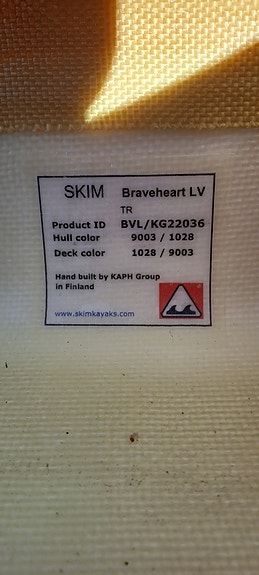 SKIM Braveheart LV
TR
Product ID BVL/KG22036
Hull color 9003 / 1028
Deck color 1028 / 9003
Hand built by KAPH Group
in Finland
www.skimkayaks.com